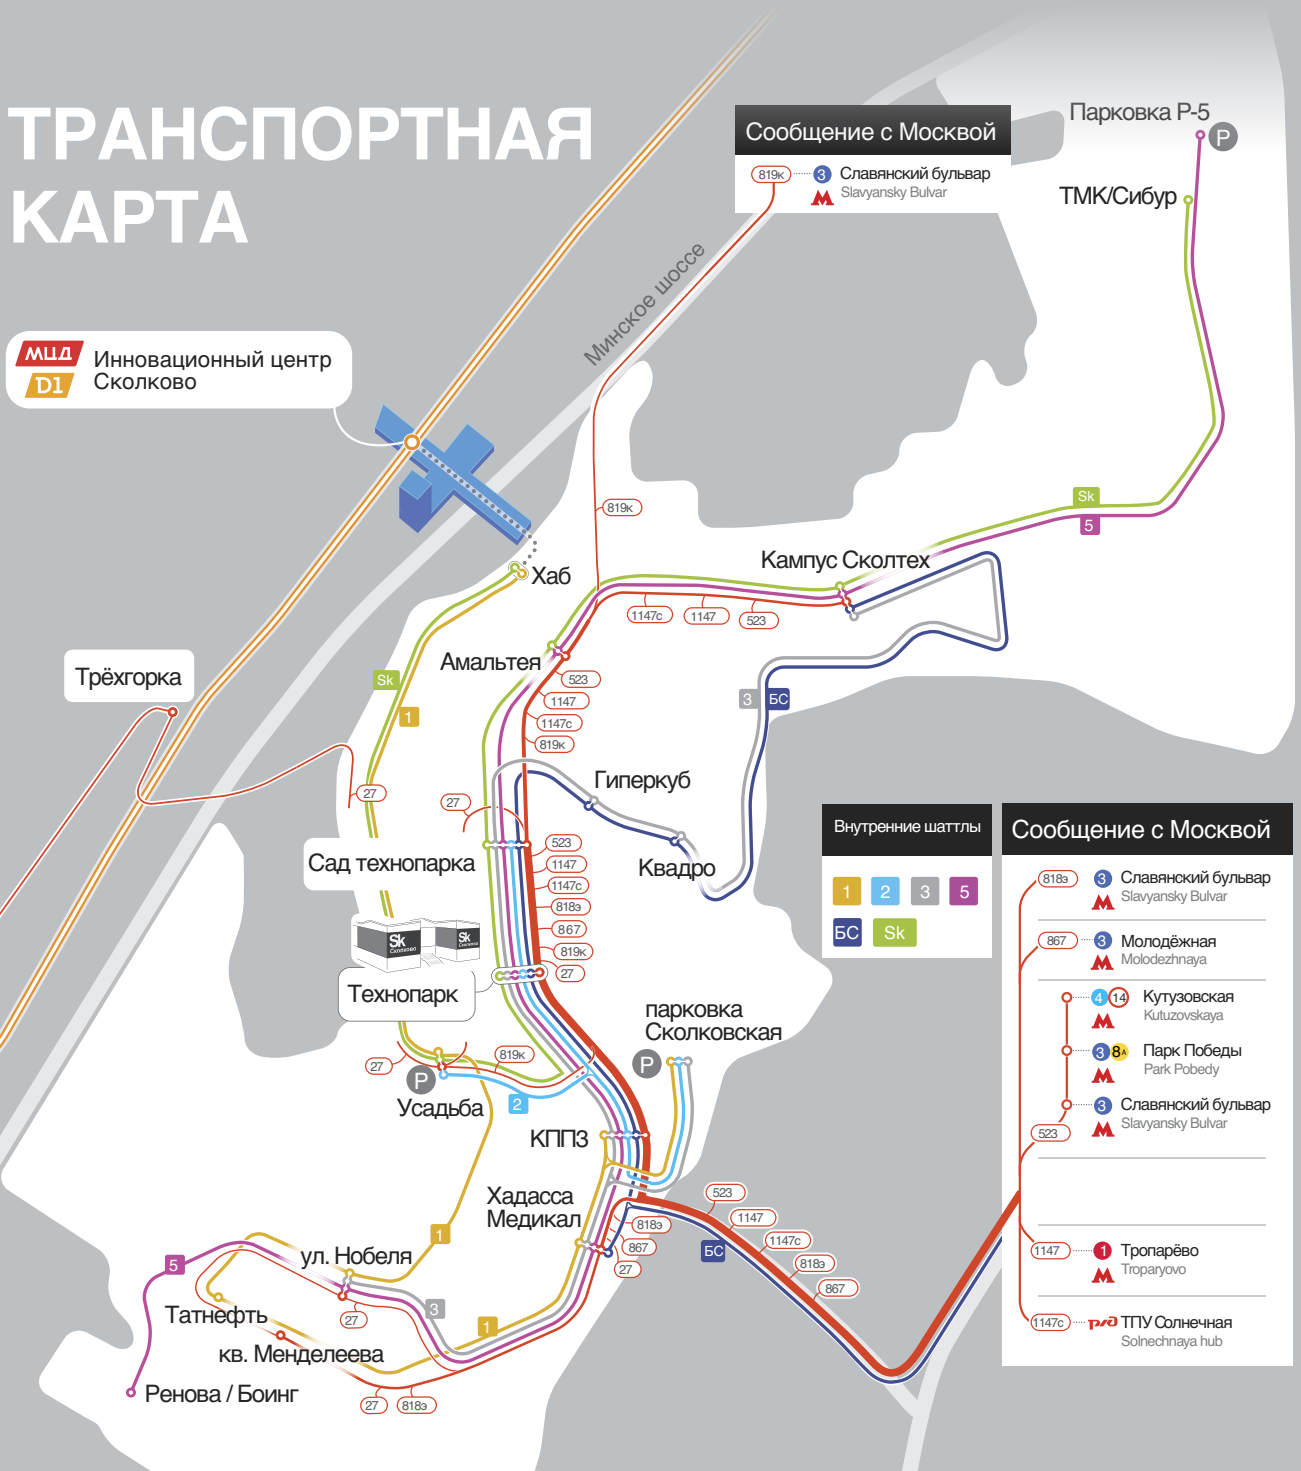 ТРАНСПОРТНАЯ
КАРТА
Сообщение с Москвой
819к
3
Славянский бульвар
Slavyansky Bulvar
Парковка Р-5
P
ТМК/Сибур
Минское шоссе
МЦД
D1
Инновационный центр
Сколково
819к
Sk
5
Кампус Сколтех
Хаб
1147с
1147
523
Амальтея
523
1147
1147с
819к
Трёхгорка
Sk
1
3
БС
27
27
Гиперкуб
Квадро
Сад технопарка
523
1147
1147с
818э
867
819к
27
Sk
Сколково
Sk
Сколково
Технопарк
Внутренние шаттлы
1
2
3
5
БС
Sk
Сообщение с Москвой
818э
3
Славянский бульвар
Slavyansky Bulvar
867
3
Молодёжная
Molodezhnaya
4
14
Кутузовская
Kutuzovskaya
3
8А
Парк Победы
Park Pobedy
3
Славянский бульвар
Slavyansky Bulvar
523
1147
1
Тропарёво
Troparyovo
1147с
ржд
ТПУ Солнечная
Solnechnaya hub
парковка
Сколковская
P
27
819к
P
Усадьба
2
КПП3
Хадасса
Медикал
818э
867
27
523
1147
1147с
818э
867
БС
1
5
ул. Нобеля
Татнефть
27
3
1
кв. Менделеева
Ренова / Боинг
27
818э